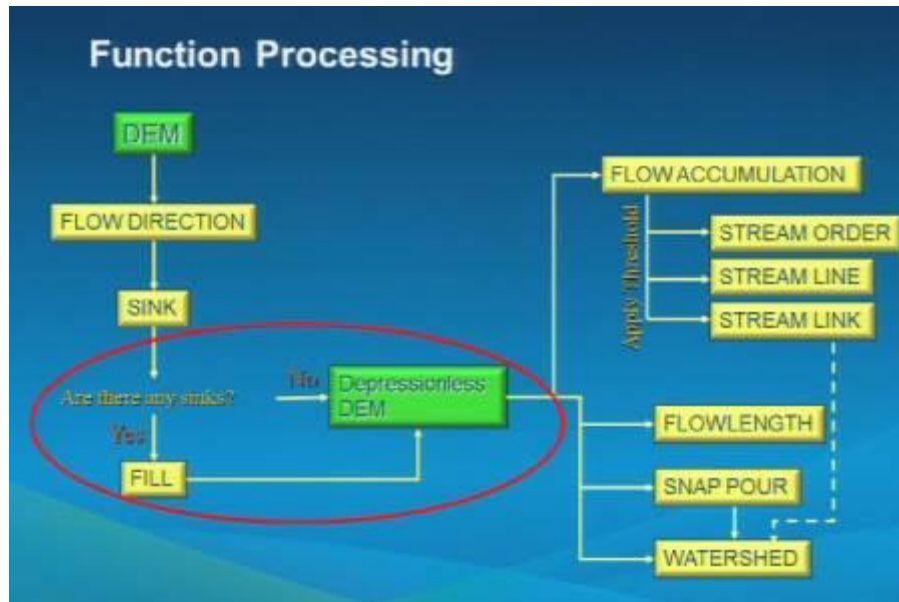 Function Processing
DEM
FLOW DIRECTION
SINK
Are there any sinks?
No
Yes
FILL
Depressionless
DEM
FLOW ACCUMULATION
Apply Threshold
STREAM ORDER
STREAM LINE
STREAM LINK
FLOWLENGTH
SNAP POUR
WATERSHED